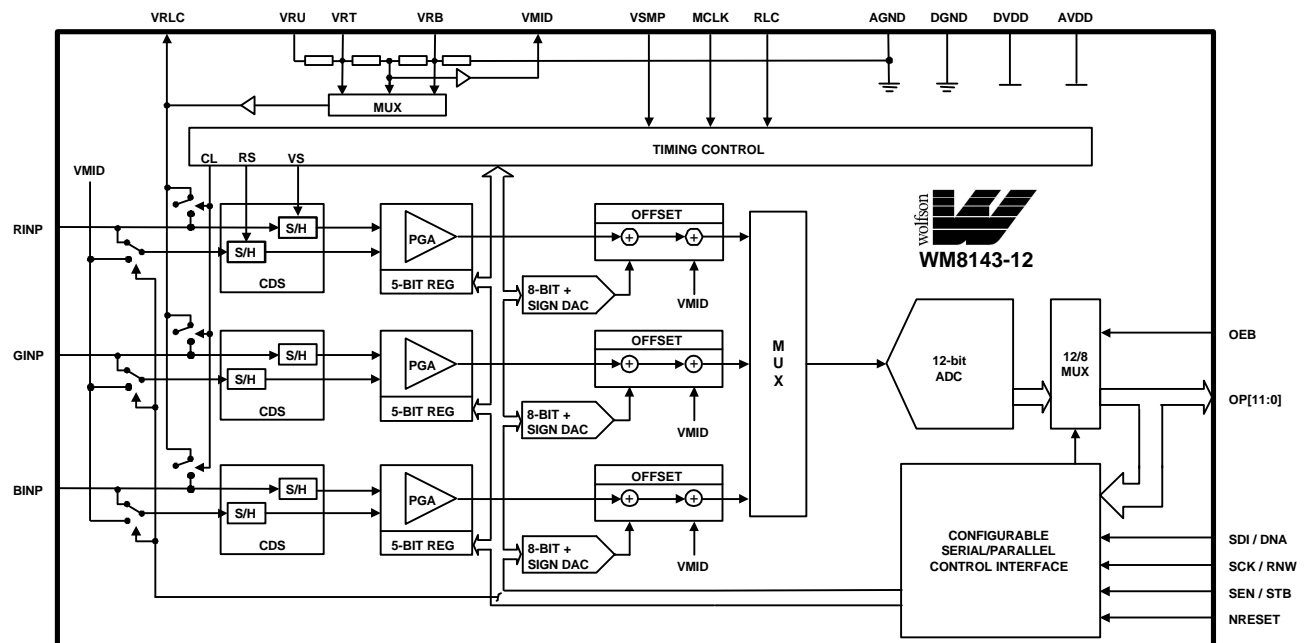 VRLC VRU VRT VRB VMID VSMP MCLK RLC AGND DGND DVDD AVDD
MUX
TIMING CONTROL
CL RS VS
VMID
RINP
S/H
S/H
CDS
PGA
5-BIT REG
OFFSET
+ +
8-BIT +
SIGN DAC
VMID
wolfson
WM8143-12
GINP
S/H
S/H
CDS
PGA
5-BIT REG
OFFSET
+ +
8-BIT +
SIGN DAC
VMID
BINP
S/H
S/H
CDS
PGA
5-BIT REG
OFFSET
+ +
8-BIT +
SIGN DAC
VMID
M
U
X
12-bit
ADC
12/8
MUX
OEB
OP[11:0]
CONFIGURABLE
SERIAL/PARALLEL
CONTROL INTERFACE
SDI / DNA
SCK / RNW
SEN / STB
NRESET